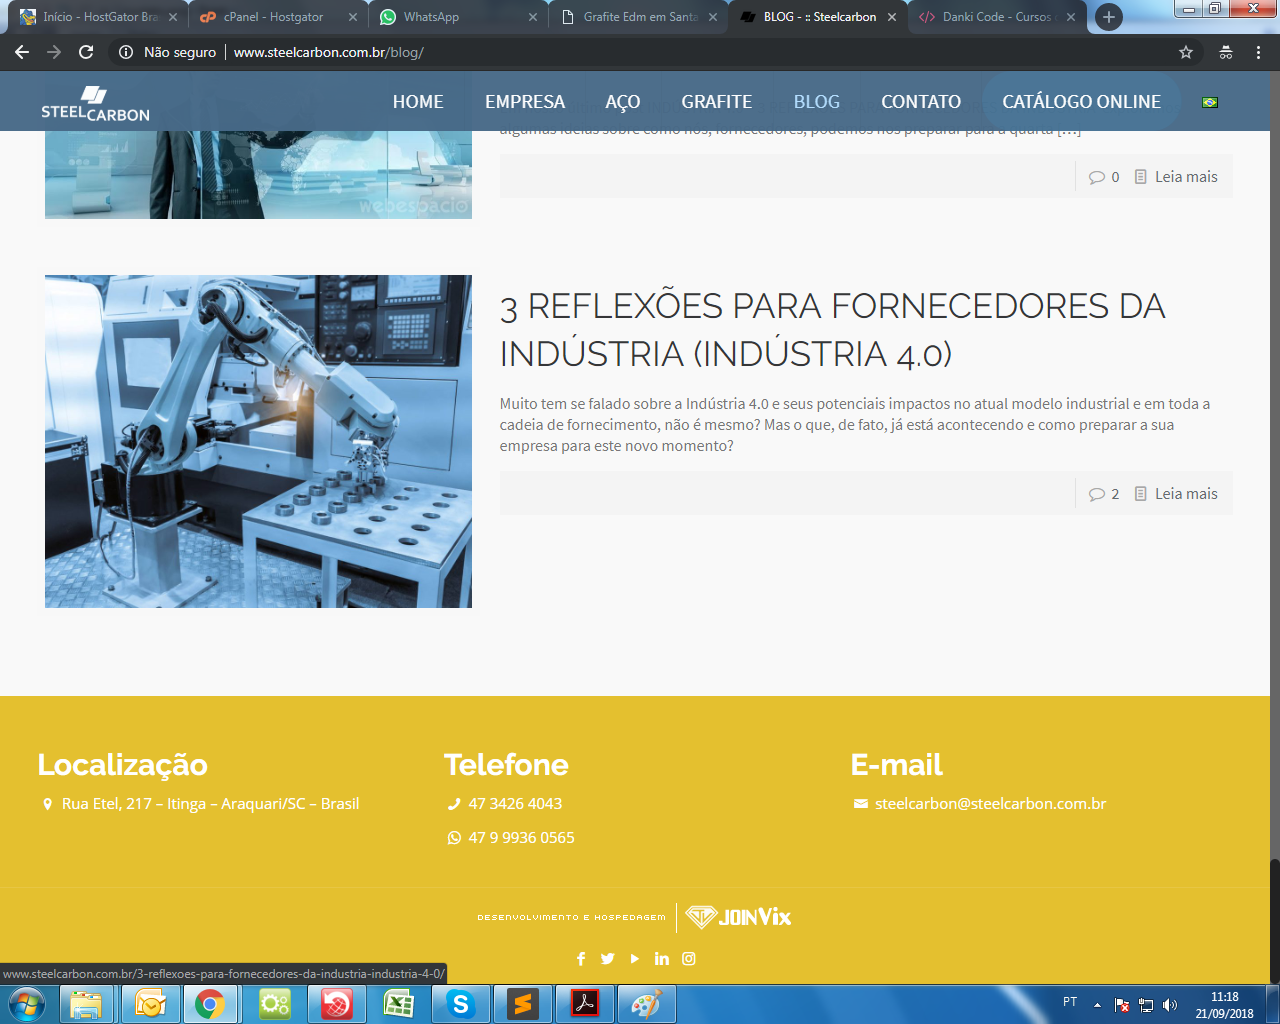 Início - HostGator Bra
cPanel - Hostgator
WhatsApp
Grafite Edm em Santa
BLOG - :: Steelcarbon
Danki Code - Cursos
Não seguro
www.steelcarbon.com.br/blog/
STEELCARBON
HOME
EMPRESA
AÇO
GRAFITE
BLOG
CONTATO
CATÁLOGO ONLINE
algumas ideias sobre como nós, fornecedores, podemos nos preparar para a quarta [...]
webespacio
0
Leia mais
3 REFLEXÕES PARA FORNECEDORES DA
INDÚSTRIA (INDÚSTRIA 4.0)
Muito tem se falado sobre a Indústria 4.0 e seus potenciais impactos no atual modelo industrial e em toda a
cadeia de fornecimento, não é mesmo? Mas o que, de fato, já está acontecendo e como preparar a sua
empresa para este novo momento?
2
Leia mais
Localização
Rua Etel, 217 – Itinga – Araquari/SC – Brasil
Telefone
47 3426 4043
47 9 9936 0565
E-mail
steelcarbon@steelcarbon.com.br
DESENVOLVIMENTO E HOSPEDAGEM
JOINVix
www.steelcarbon.com.br/3-reflexoes-para-fornecedores-da-industria-industria-4-0/
PT
11:18
21/09/2018